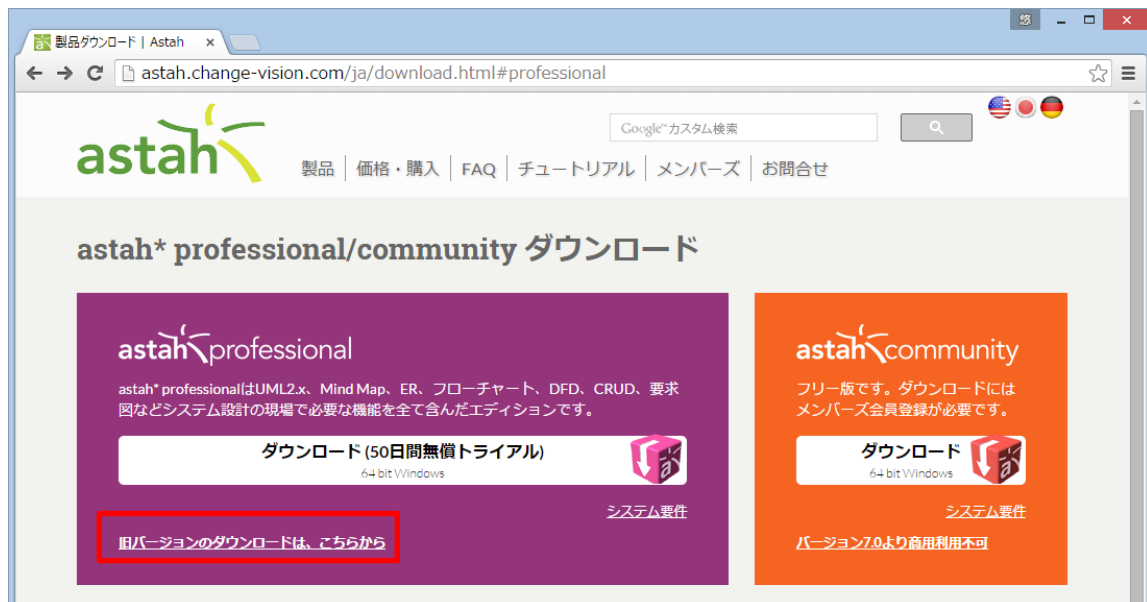 悠
製品ダウンロード | Astah
astah.change-vision.com/ja/download.html#professional
Google™カスタム検索
astah
製品 | 価格・購入 | FAQ | チュートリアル | メンバーズ | お問合せ
astah* professional/community ダウンロード
astah professional
astah* professionalはUML2.x、Mind Map、ER、フローチャート、DFD、CRUD、要求
図などシステム設計の現場で必要な機能を全て含んだエディションです。
ダウンロード (50日間無償トライアル)
64 bit Windows
システム要件
旧バージョンのダウンロードは、こちらから
astah community
フリー版です。ダウンロードには
メンバーズ会員登録が必要です。
ダウンロード
64 bit Windows
システム要件
バージョン7.0より商用利用不可